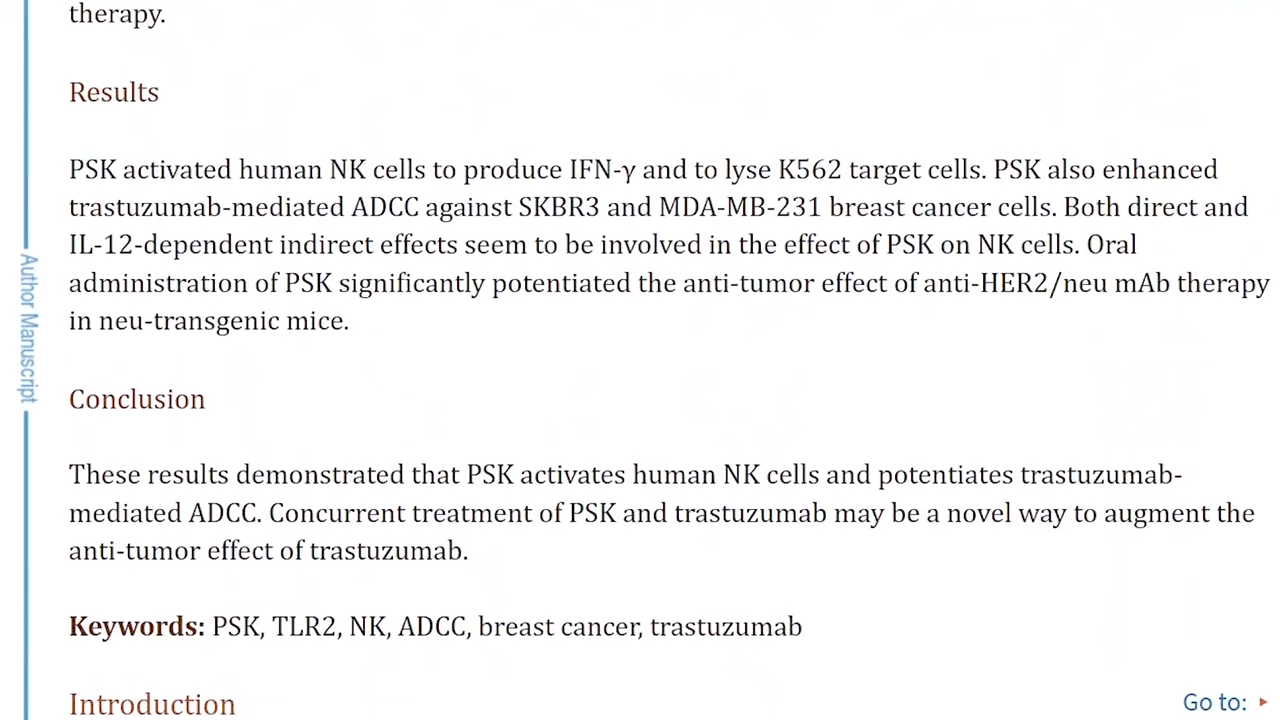 therapy.
Results
PSK activated human NK cells to produce IFN-γ and to lyse K562 target cells. PSK also enhanced
trastuzumab-mediated ADCC against SKBR3 and MDA-MB-231 breast cancer cells. Both direct and
IL-12-dependent indirect effects seem to be involved in the effect of PSK on NK cells. Oral
administration of PSK significantly potentiated the anti-tumor effect of anti-HER2/neu mAb therapy
in neu-transgenic mice.
Author Manuscript
Conclusion
These results demonstrated that PSK activates human NK cells and potentiates trastuzumab-
mediated ADCC. Concurrent treatment of PSK and trastuzumab may be a novel way to augment the
anti-tumor effect of trastuzumab.
Keywords: PSK, TLR2, NK, ADCC, breast cancer, trastuzumab
Introduction
Go to: